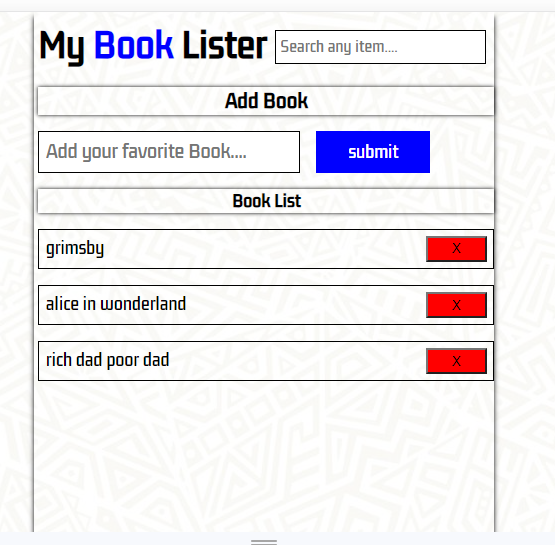 My Book Lister
Search any item....
Add Book
Add your favorite Book....
submit
Book List
grimsby
X
alice in wonderland
X
rich dad poor dad
X